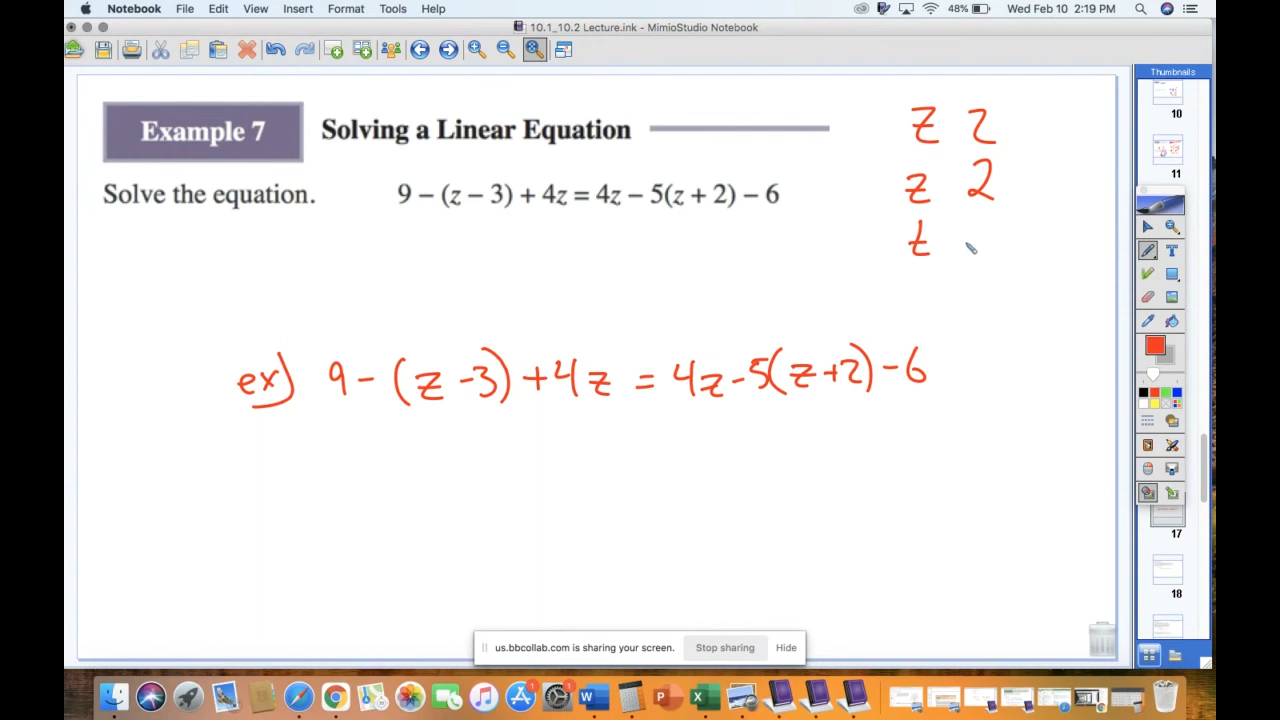 Notebook File Edit View Insert Format Tools Help 48% Wed Feb 10 2:19 PM
10.1_10.2 Lecture.ink - MimioStudio Notebook
Thumbnails
10
11
Example 7 Solving a Linear Equation
Solve the equation. 9 – (z – 3) + 4z = 4z – 5(z + 2) – 6
z 2
z 2
t
ex) 9 - (z - 3) + 4z = 4z - 5(z + 2) - 6
T
17
18
us.bbcollab.com is sharing your screen. Stop sharing Hide